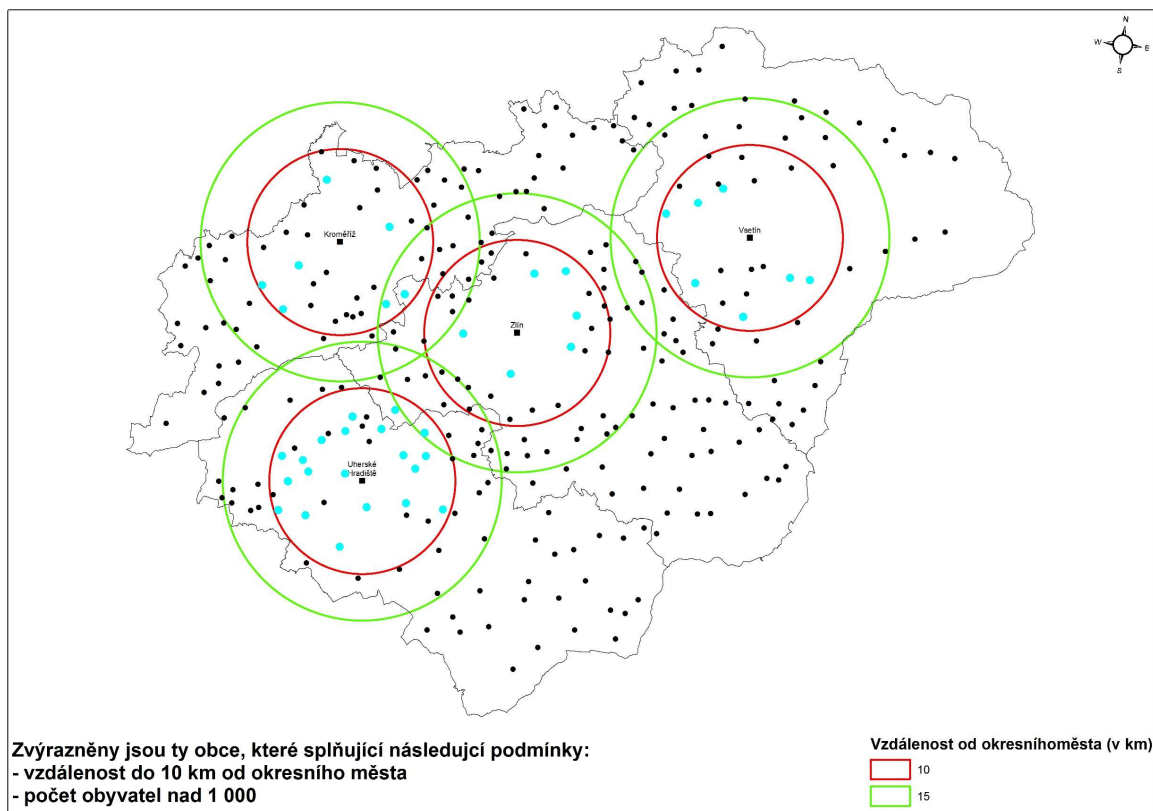 N
W
E
S
Kroměříž
Vsetín
Zlín
Uherské
Hradiště
Zvýrazněny jsou ty obce, které splňující následujcí podmínky:
- vzdálenost do 10 km od okresního města
- počet obyvatel nad 1 000
Vzdálenost od okresníhoměsta (v km)
10
15